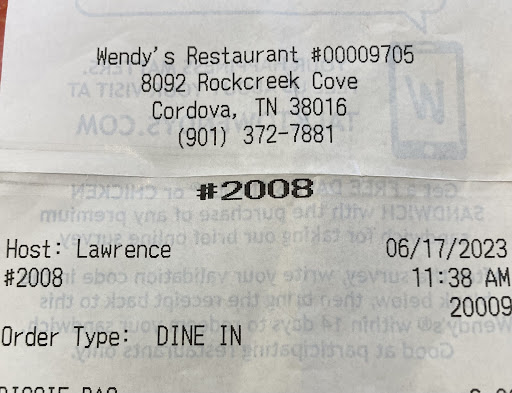 Wendy's Restaurant #00009705
8092 Rockcreek Cove
Cordova, TN 38016
(901) 372-7881
#2008
Host: Lawrence 06/17/2023
#2008 11:38 AM
20009
Order Type: DINE IN